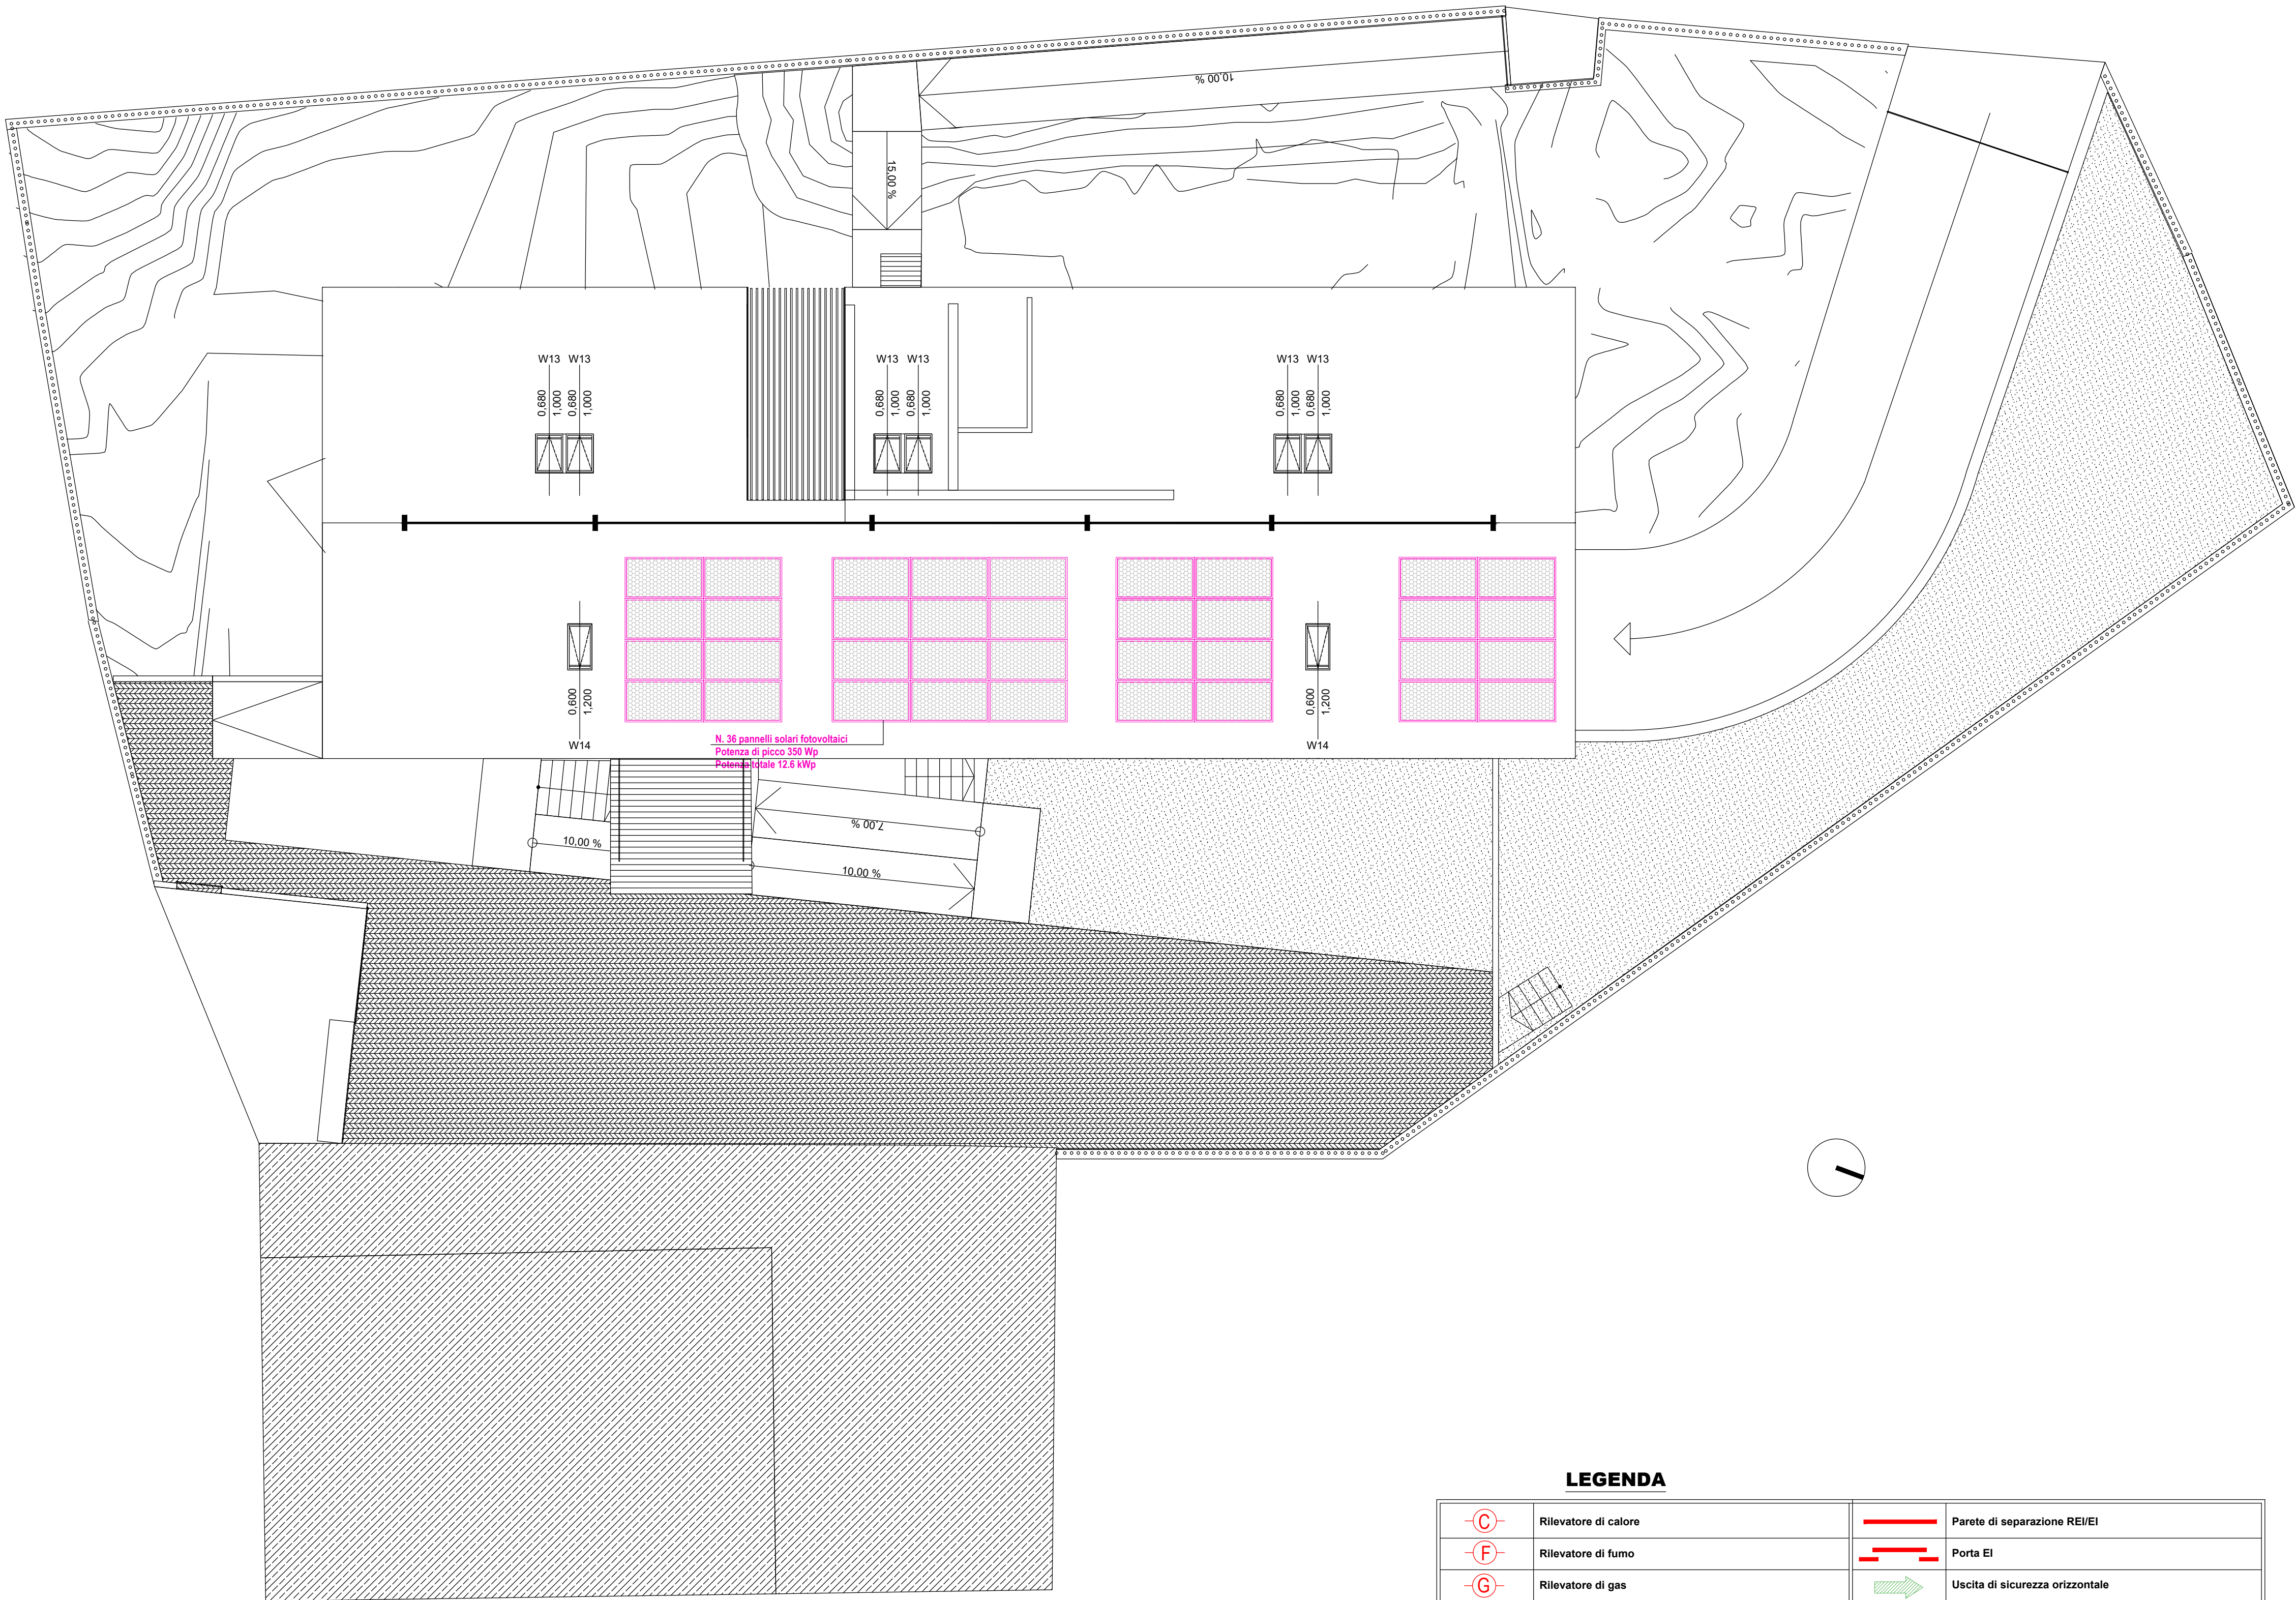 10,00 %
15,00 %
W13 W13
0,680
1,000
0,680
1,000
W13 W13
0,680
1,000
0,680
1,000
W13 W13
0,680
1,000
0,680
1,000
0,600
1,200
W14
0,600
1,200
W14
N. 36 pannelli solari fotovoltaici
Potenza di picco 350 Wp
Potenza totale 12.6 kWp
7,00 %
10,00 %
10,00 %
LEGENDA
C Rilevatore di calore
Parete di separazione REI/EI
F Rilevatore di fumo
Porta EI
G Rilevatore di gas
Uscita di sicurezza orizzontale